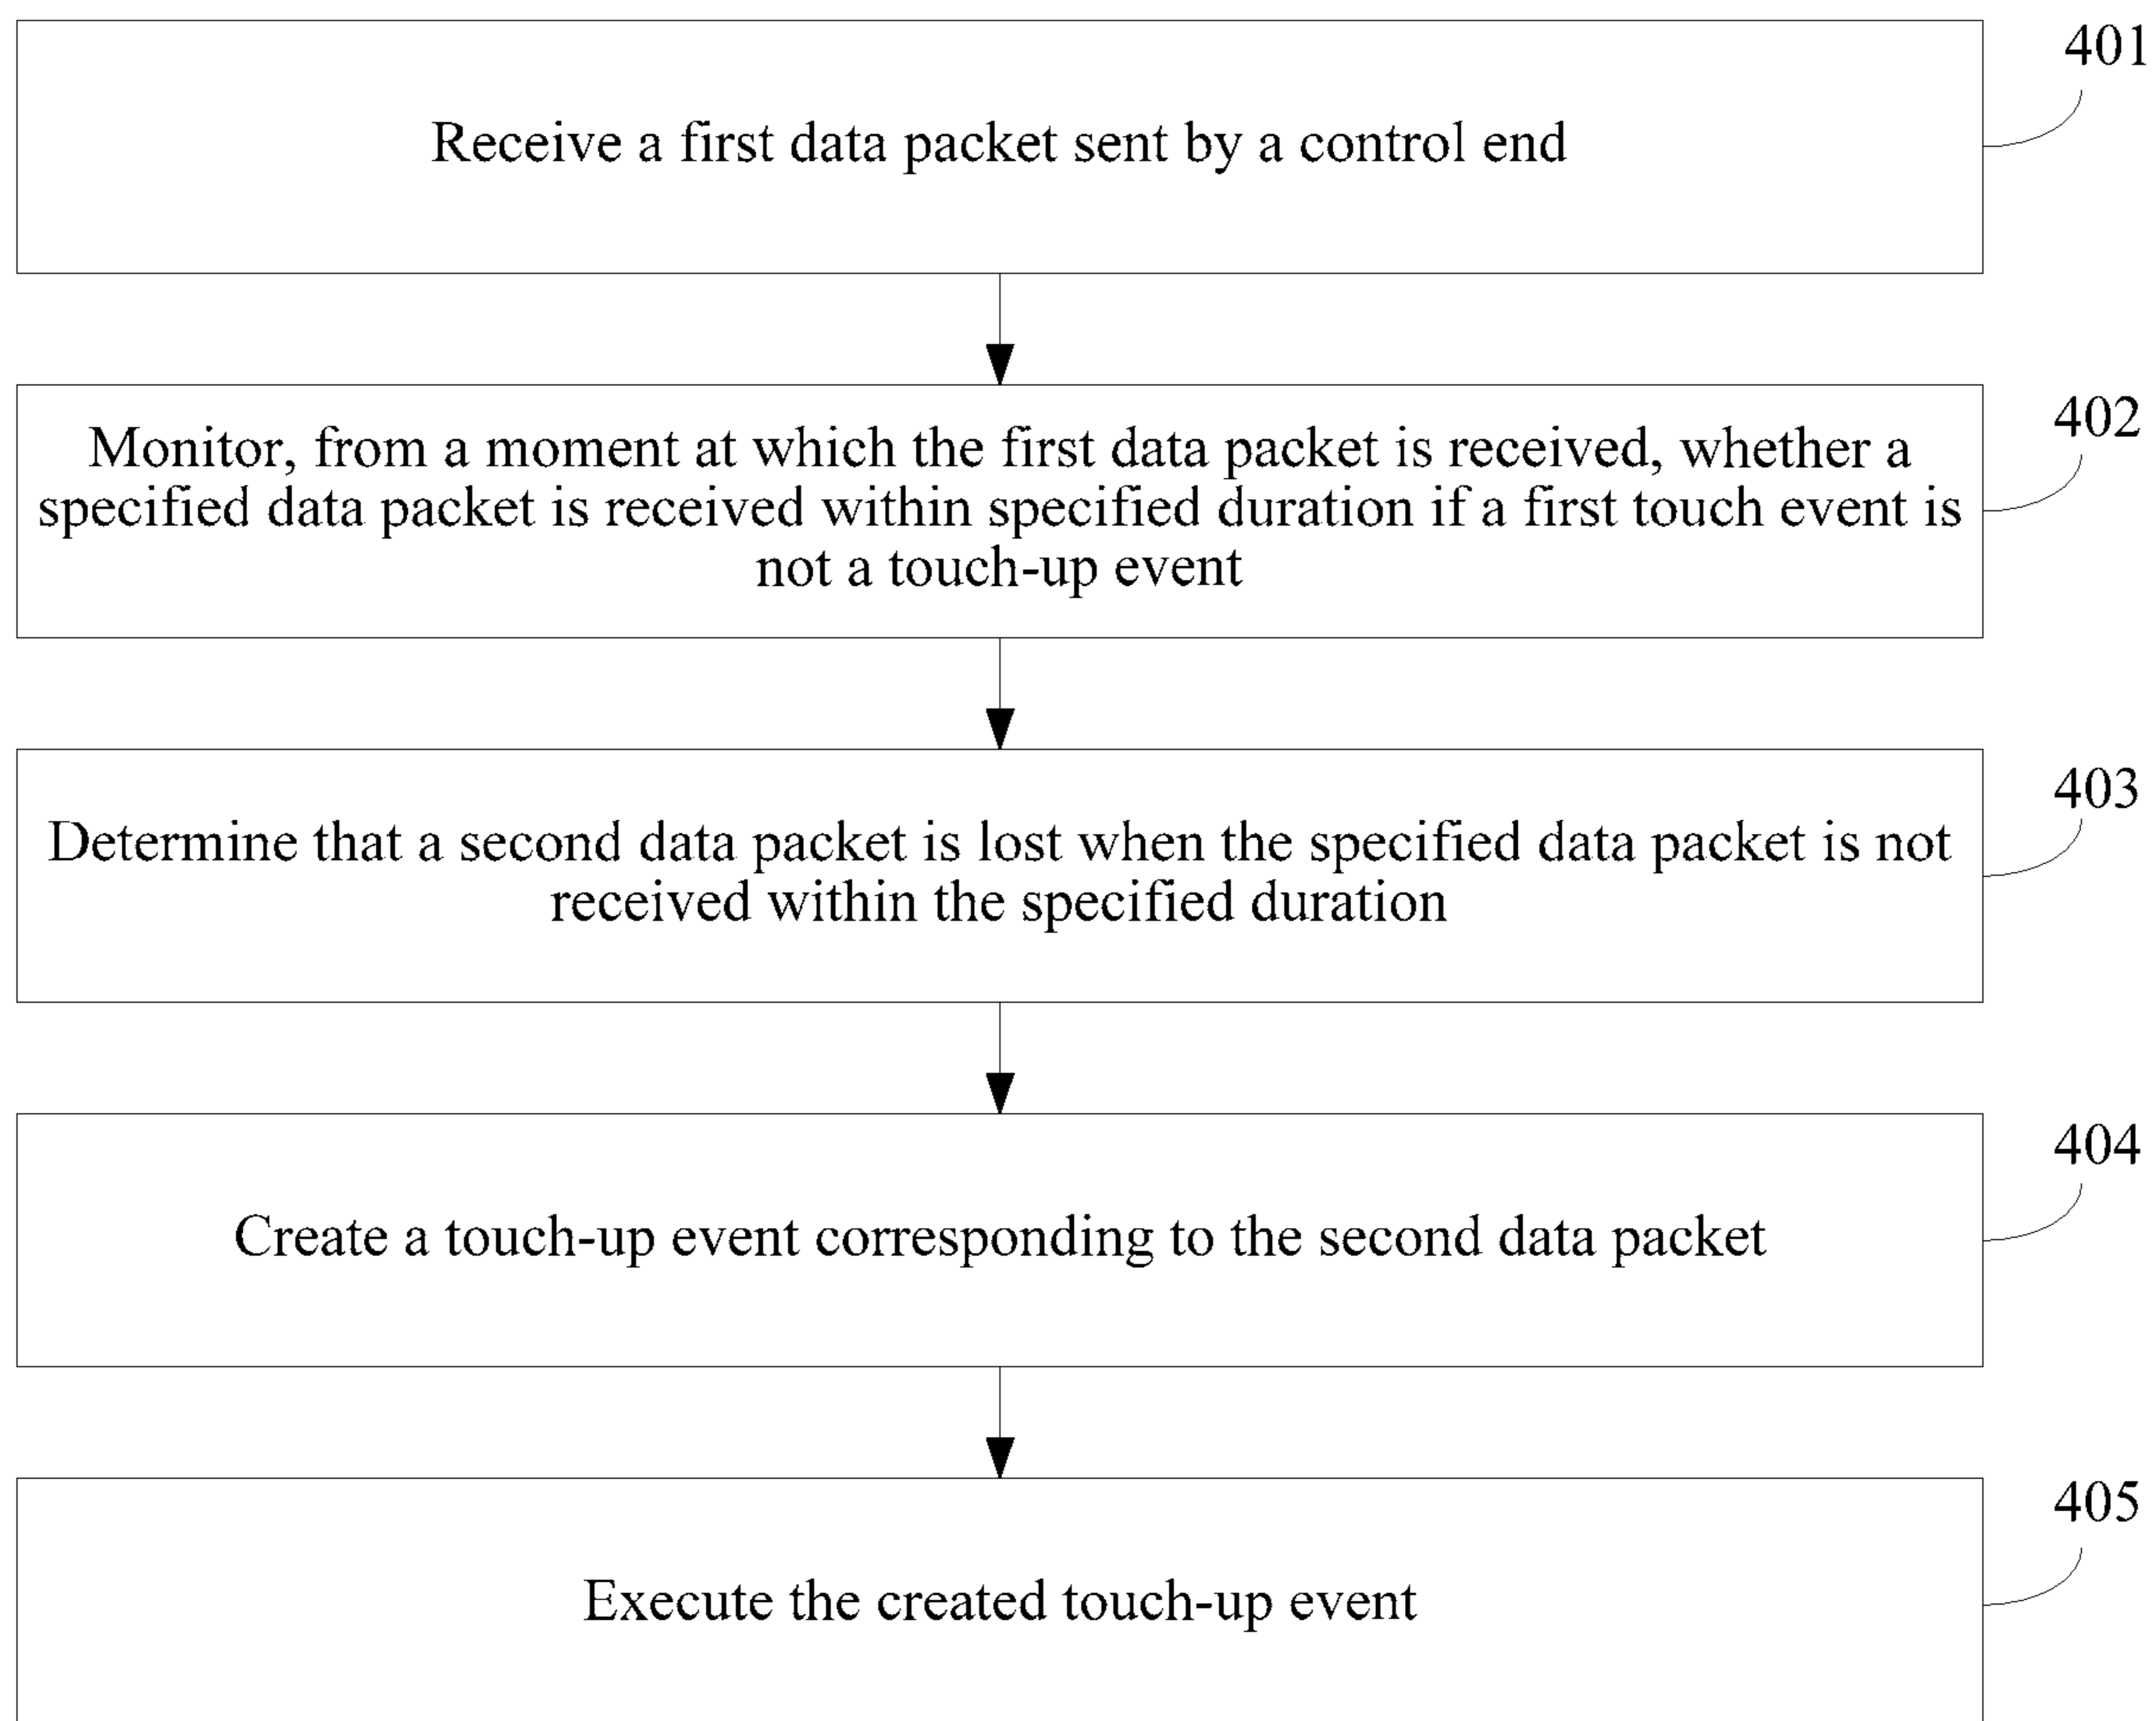 401
Receive a first data packet sent by a control end
402
Monitor, from a moment at which the first data packet is received, whether a
specified data packet is received within specified duration if a first touch event is
not a touch-up event
403
Determine that a second data packet is lost when the specified data packet is not
received within the specified duration
404
Create a touch-up event corresponding to the second data packet
405
Execute the created touch-up event